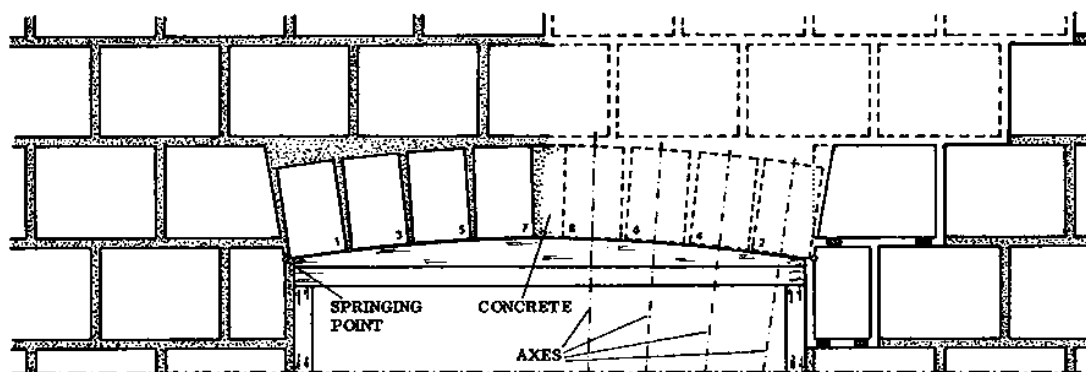 1 3 5 7 8 6 4 2
SPRINGING
POINT
CONCRETE
AXES